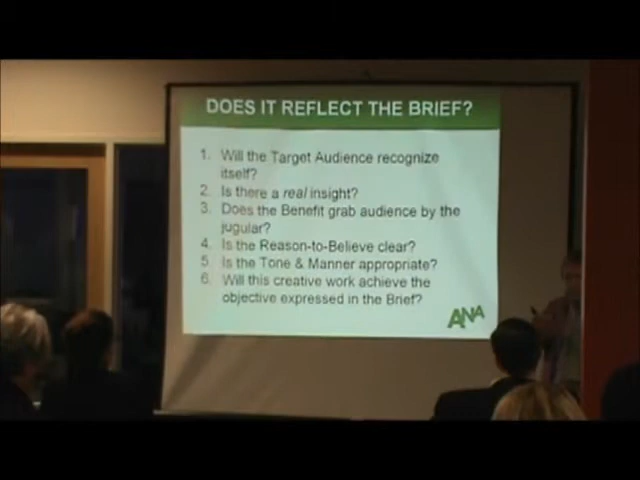 DOES IT REFLECT THE BRIEF?
1. Will the Target Audience recognize
itself?
2. Is there a real insight?
3. Does the Benefit grab audience by the
jugular?
4. Is the Reason-to-Believe clear?
5. Is the Tone & Manner appropriate?
6. Will this creative work achieve the
objective expressed in the Brief?
ANA